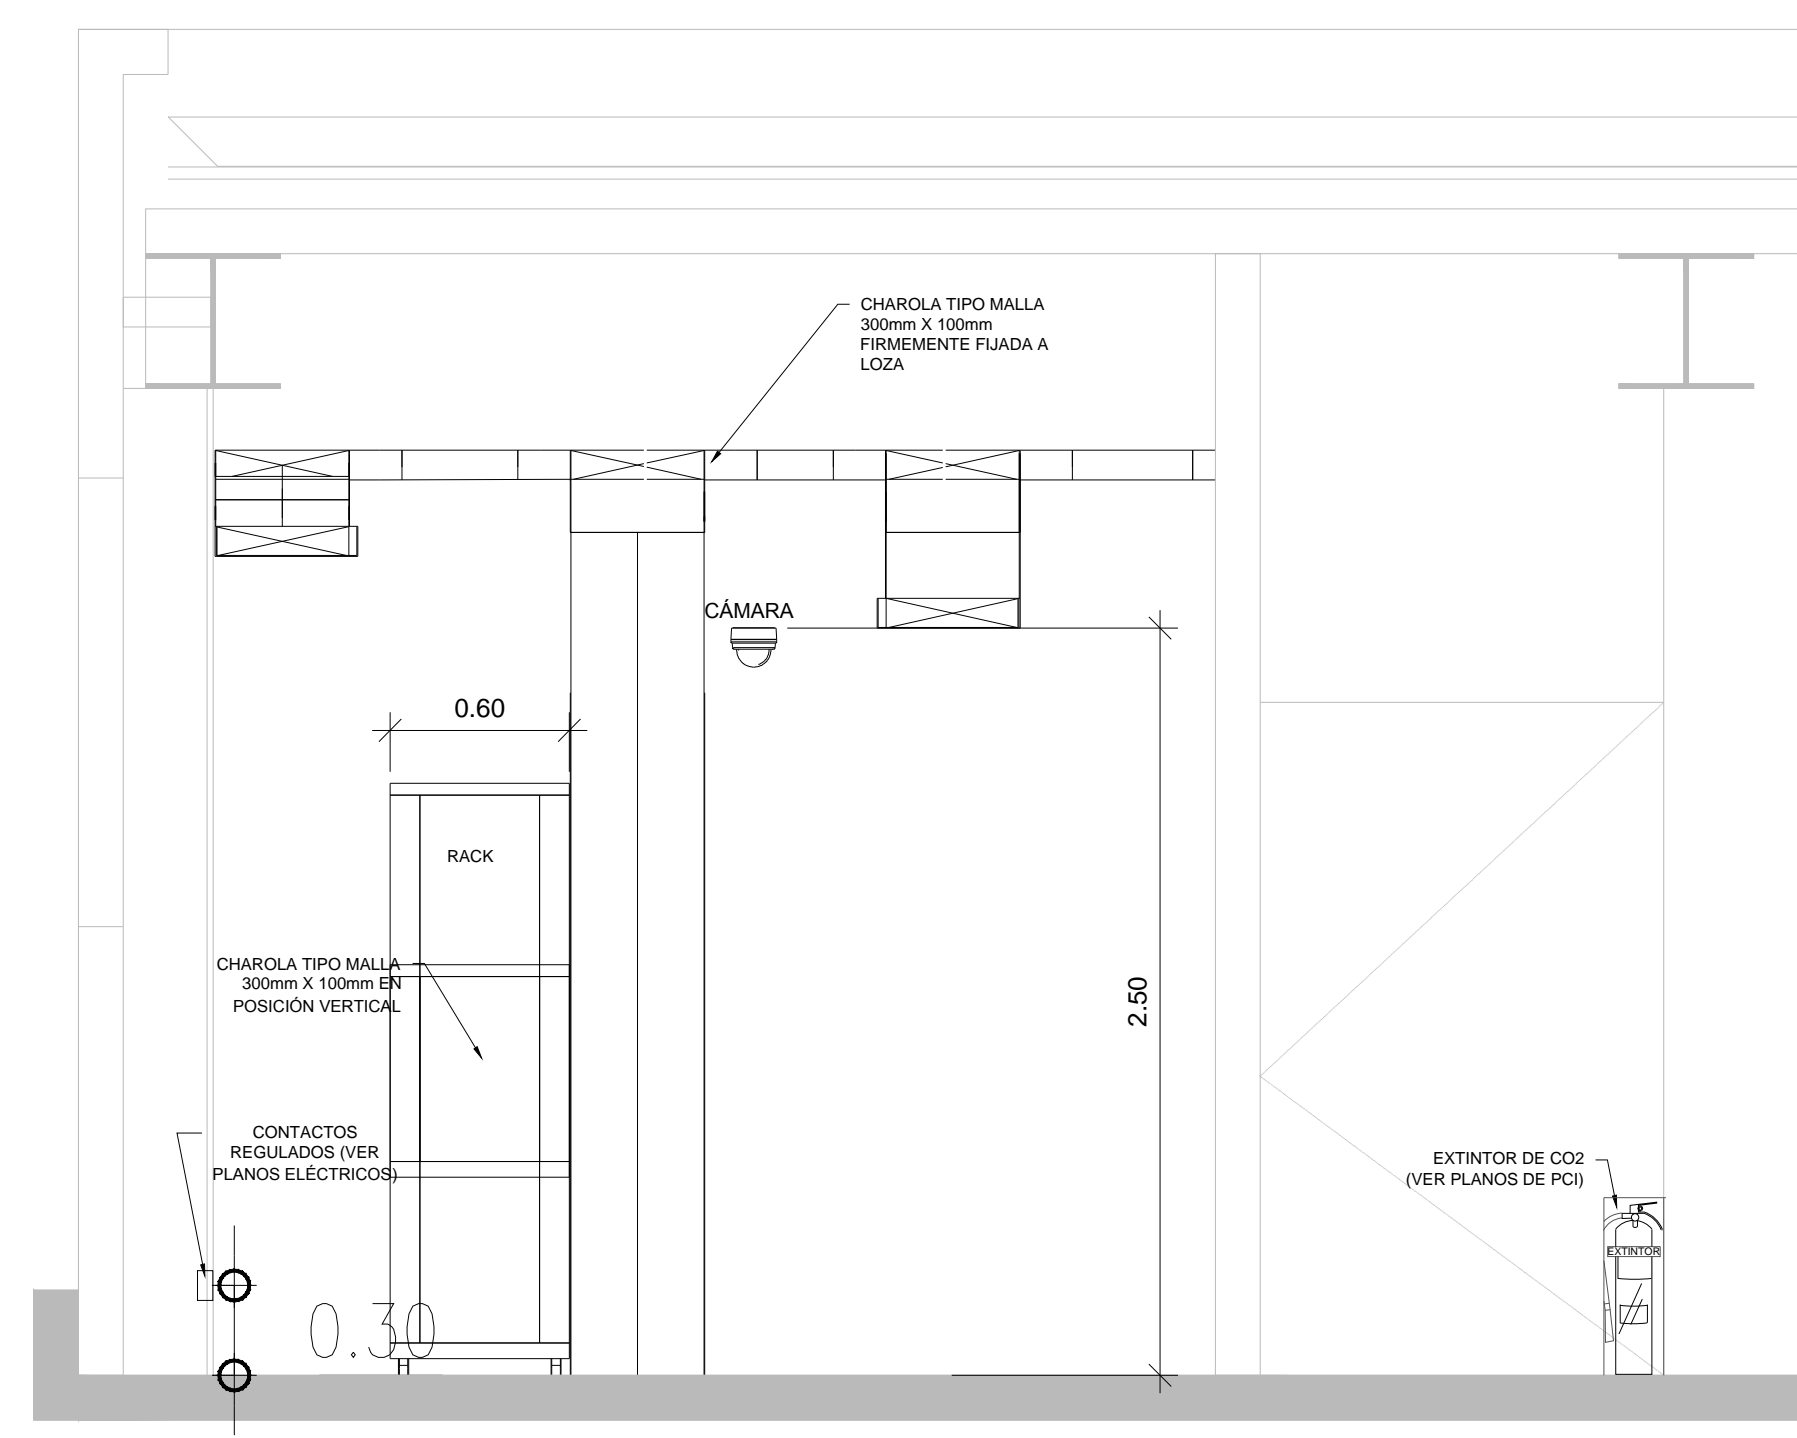 CHAROLA TIPO MALLA
300mm X 100mm
FIRMEMENTE FIJADA A
LOZA
CÁMARA
0.60
RACK
CHAROLA TIPO MALLA
300mm X 100mm EN
POSICIÓN VERTICAL
2.50
CONTACTOS
REGULADOS (VER
PLANOS ELÉCTRICOS)
EXTINTOR DE CO2
(VER PLANOS DE PCI)
EXTINTOR
0.30